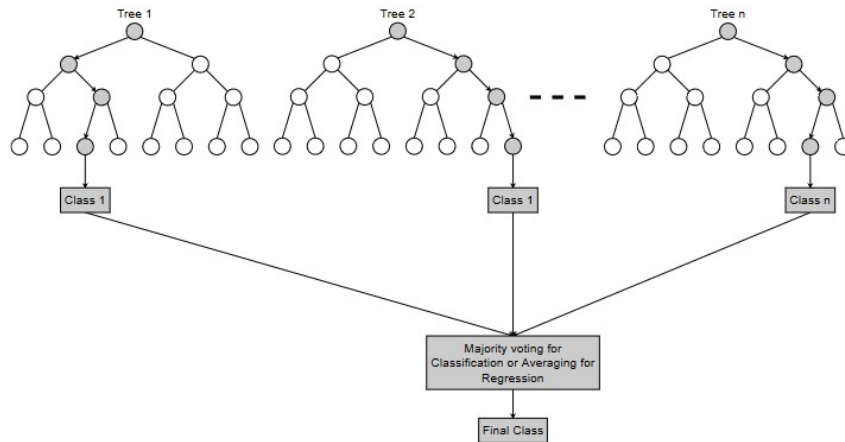 Tree 1
Tree 2
Tree n
Class 1
Class 1
Class n
Majority voting for
Classification or Averaging for
Regression
Final Class